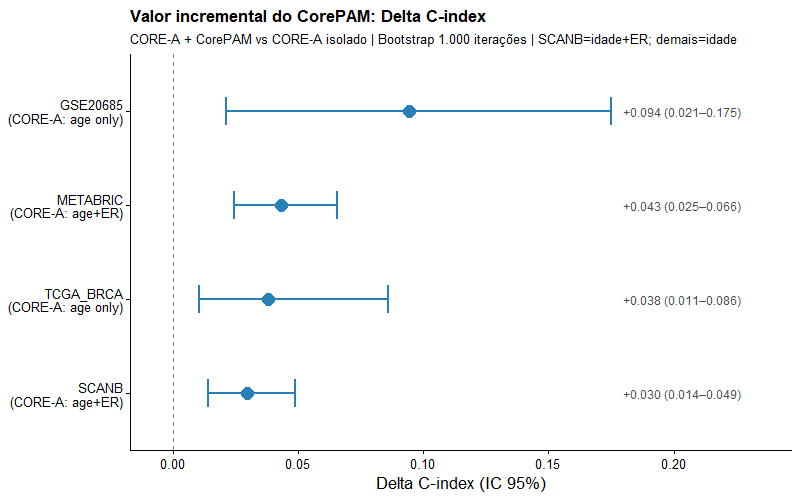 Valor incremental do CorePAM: Delta C-index
CORE-A + CorePAM vs CORE-A isolado | Bootstrap 1.000 iterações | SCANB=idade+ER; demais=idade
GSE20685
(CORE-A: age only)
+0.094 (0.021–0.175)
METABRIC
(CORE-A: age+ER)
+0.043 (0.025–0.066)
TCGA_BRCA
(CORE-A: age only)
+0.038 (0.011–0.086)
SCANB
(CORE-A: age+ER)
+0.030 (0.014–0.049)
0.00 0.05 0.10 0.15 0.20
Delta C-index (IC 95%)